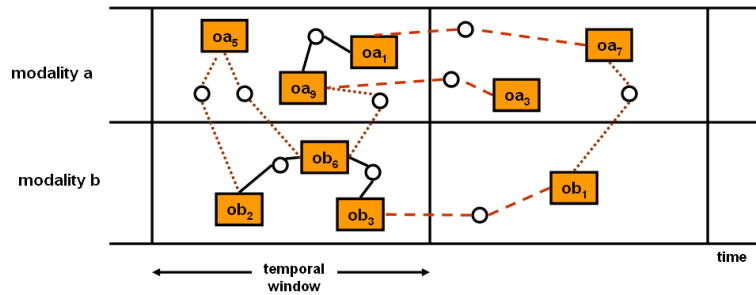 modality a
oa5
oa1
oa7
oa9
oa3
modality b
ob6
ob2
ob3
ob1
time
temporal
window